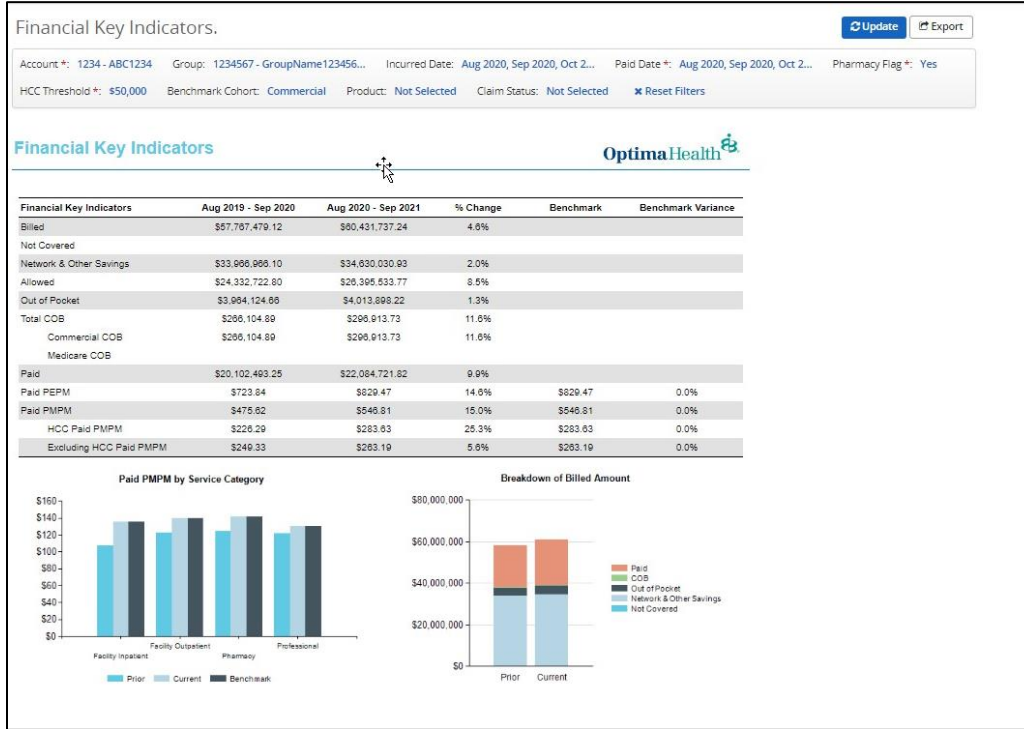 Financial Key Indicators.
Update
Export
Account *: 1234 - ABC1234 Group: 1234567 - GroupName123456... Incurred Date: Aug 2020, Sep 2020, Oct 2... Paid Date *: Aug 2020, Sep 2020, Oct 2... Pharmacy Flag *: Yes
HCC Threshold *: $50,000 Benchmark Cohort: Commercial Product: Not Selected Claim Status: Not Selected × Reset Filters
Financial Key Indicators
OptimaHealth
Financial Key Indicators Aug 2019 - Sep 2020 Aug 2020 - Sep 2021 % Change Benchmark Benchmark Variance
Billed $57,767,479.12 $60,431,737.24 4.6%
Not Covered
Network & Other Savings $33,966,966.10 $34,630,030.93 2.0%
Allowed $24,332,722.80 $26,395,533.77 8.5%
Out of Pocket $3,964,124.66 $4,013,898.22 1.3%
Total COB $266,104.89 $296,913.73 11.6%
Commercial COB $266,104.89 $296,913.73 11.6%
Medicare COB
Paid $20,102,493.25 $22,084,721.82 9.9%
Paid PEPM $723.84 $829.47 14.6% $829.47 0.0%
Paid PMPM $475.62 $546.81 15.0% $546.81 0.0%
HCC Paid PMPM $226.29 $283.63 25.3% $283.63 0.0%
Excluding HCC Paid PMPM $249.33 $263.19 5.6% $263.19 0.0%
Paid PMPM by Service Category
$160
$140
$120
$100
$80
$60
$40
$20
$0
Facility Inpatient Facility Outpatient Pharmacy Professional
Prior Current Benchmark
Breakdown of Billed Amount
$80,000,000
$60,000,000
$40,000,000
$20,000,000
$0
Prior Current
Paid
COB
Out of Pocket
Network & Other Savings
Not Covered